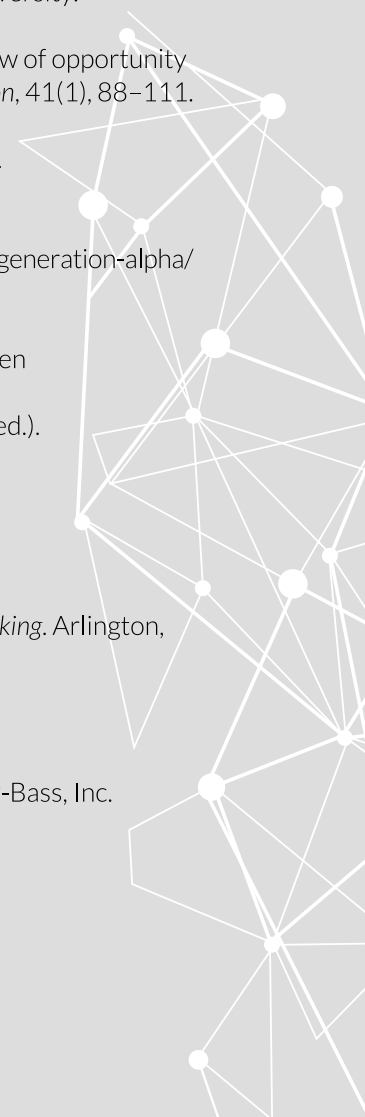 w of opportunity
n, 41(1), 88–111.
generation-alpha/
en
ed.).
king. Arlington,
-Bass, Inc.